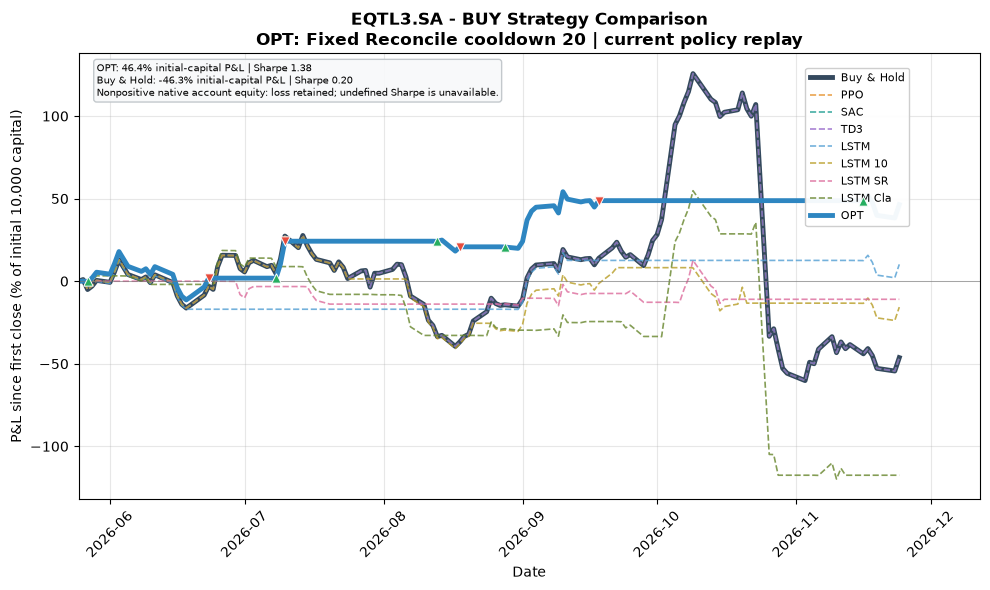 EQTL3.SA - BUY Strategy Comparison
OPT: Fixed Reconcile cooldown 20 | current policy replay
OPT: 46.4% initial-capital P&L | Sharpe 1.38
Buy & Hold: -46.3% initial-capital P&L | Sharpe 0.20
Nonpositive native account equity: loss retained; undefined Sharpe is unavailable.
Buy & Hold
PPO
SAC
TD3
LSTM
LSTM 10
LSTM SR
LSTM Cla
OPT
P&L since first close (% of initial 10,000 capital)
100
50
0
−50
−100
2026-06
2026-07
2026-08
2026-09
2026-10
2026-11
2026-12
Date